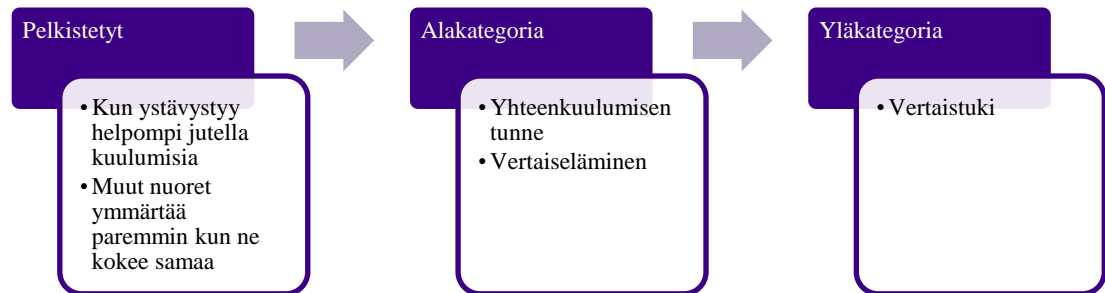 Pelkistetyt
• Kun ystävystyy
helpompi jutella
kuulumisia
• Muut nuoret
ymmärtää
paremmin kun ne
kokee samaa
Alakategoria
• Yhteenkuulumisen
tunne
• Vertaiseläminen
Yläkategoria
• Vertaistuki